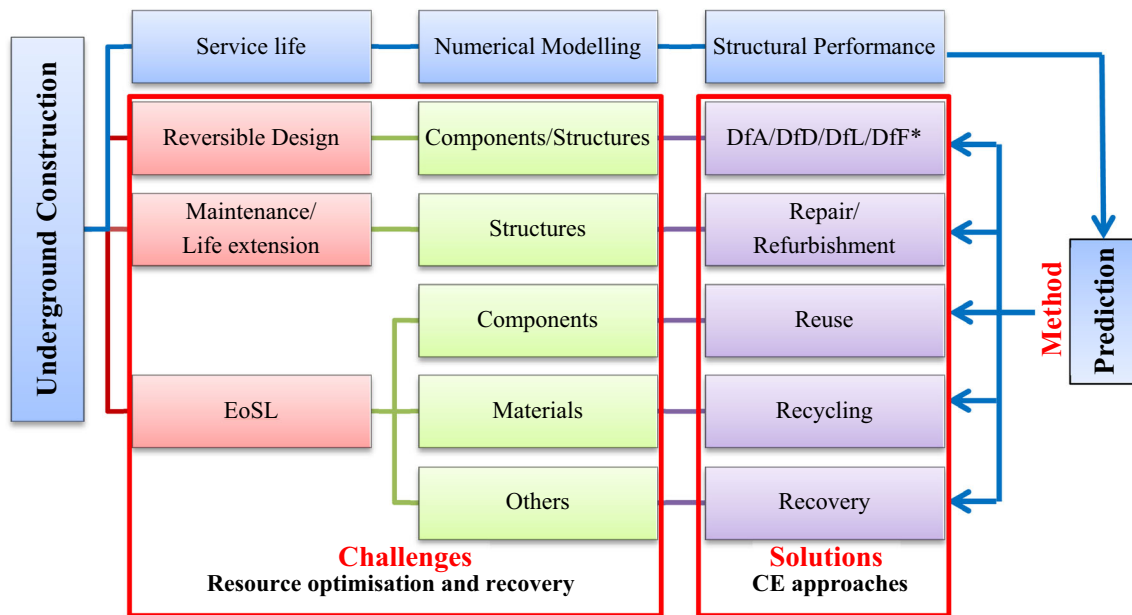 Underground Construction
Service life
Numerical Modelling
Structural Performance
Reversible Design
Components/Structures
DfA/DfD/DfL/DfF*
Maintenance/
Life extension
Structures
Repair/
Refurbishment
Components
Reuse
EoSL
Materials
Recycling
Others
Recovery
Challenges
Resource optimisation and recovery
Solutions
CE approaches
Method
Prediction